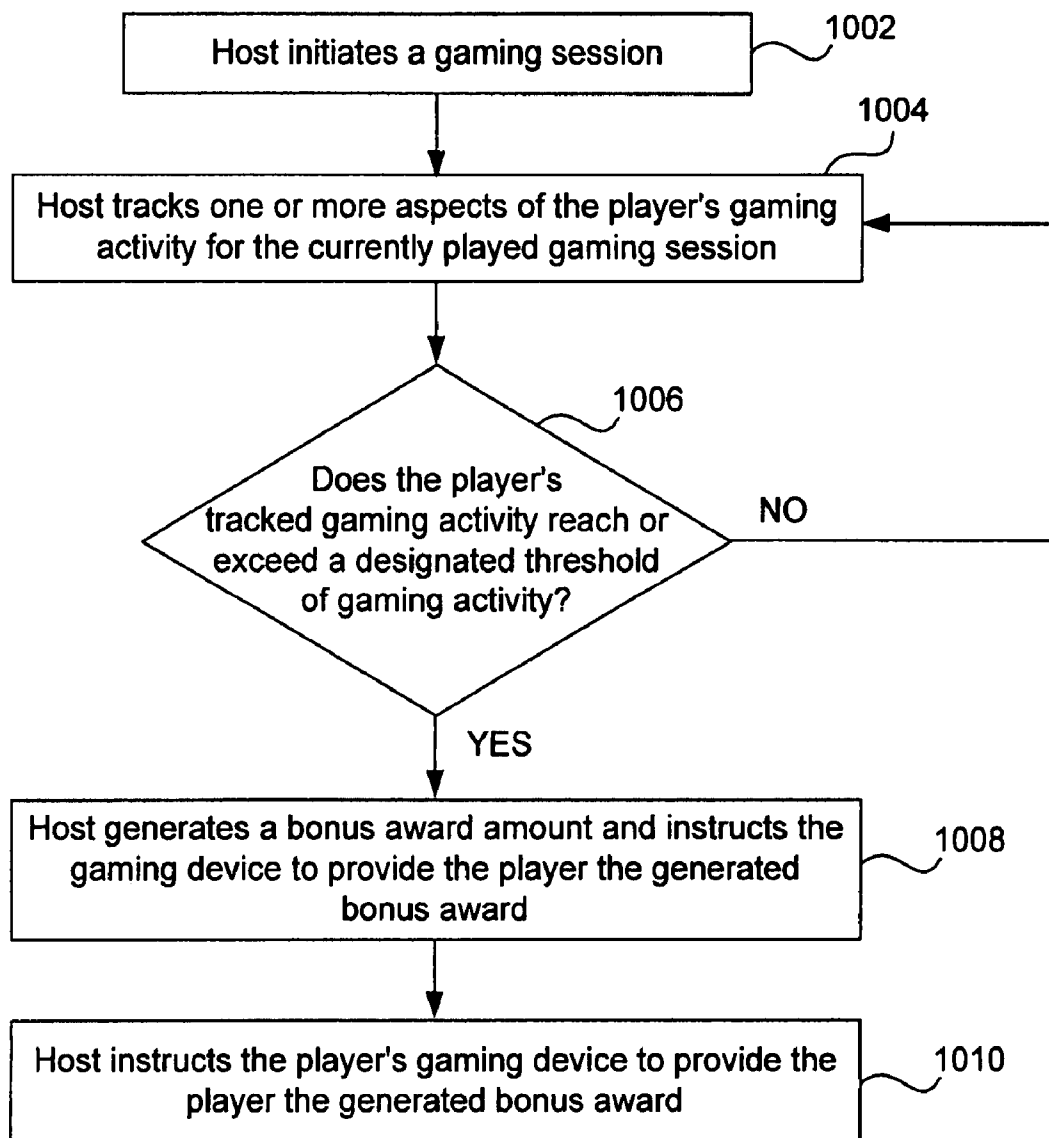 Host initiates a gaming session
1002
1004
Host tracks one or more aspects of the player's gaming
activity for the currently played gaming session
1006
Does the player's
tracked gaming activity reach or
exceed a designated threshold
of gaming activity?
NO
YES
Host generates a bonus award amount and instructs the
gaming device to provide the player the generated
bonus award
1008
Host instructs the player's gaming device to provide the
player the generated bonus award
1010